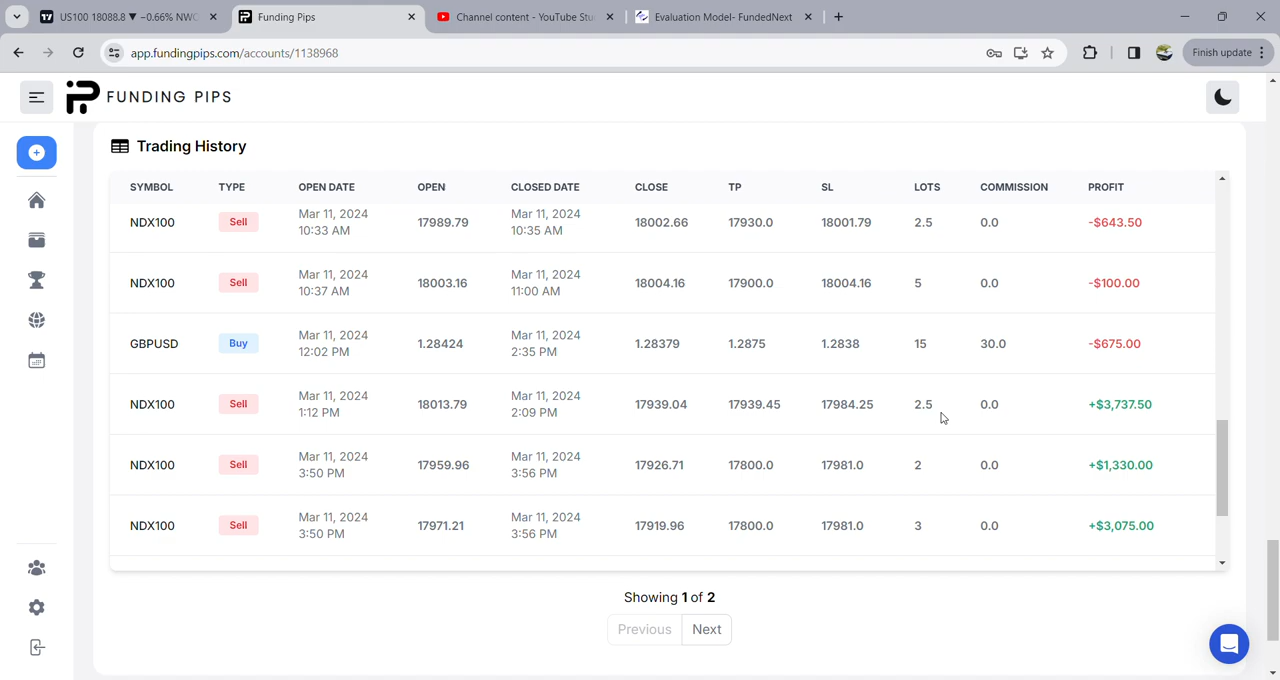 US100 18088.8 ▼ −0.66% NWO
Funding Pips
Channel content - YouTube Stu
Evaluation Model- FundedNext
app.fundingpips.com/accounts/1138968
Finish update
FUNDING PIPS
Trading History
SYMBOL TYPE OPEN DATE OPEN CLOSED DATE CLOSE TP SL LOTS COMMISSION PROFIT
NDX100 Sell Mar 11, 2024 10:33 AM 17989.79 Mar 11, 2024 10:35 AM 18002.66 17930.0 18001.79 2.5 0.0 -$643.50
NDX100 Sell Mar 11, 2024 10:37 AM 18003.16 Mar 11, 2024 11:00 AM 18004.16 17900.0 18004.16 5 0.0 -$100.00
GBPUSD Buy Mar 11, 2024 12:02 PM 1.28424 Mar 11, 2024 2:35 PM 1.28379 1.2875 1.2838 15 30.0 -$675.00
NDX100 Sell Mar 11, 2024 1:12 PM 18013.79 Mar 11, 2024 2:09 PM 17939.04 17939.45 17984.25 2.5 0.0 +$3,737.50
NDX100 Sell Mar 11, 2024 3:50 PM 17959.96 Mar 11, 2024 3:56 PM 17926.71 17800.0 17981.0 2 0.0 +$1,330.00
NDX100 Sell Mar 11, 2024 3:50 PM 17971.21 Mar 11, 2024 3:56 PM 17919.96 17800.0 17981.0 3 0.0 +$3,075.00
Showing 1 of 2
Previous Next